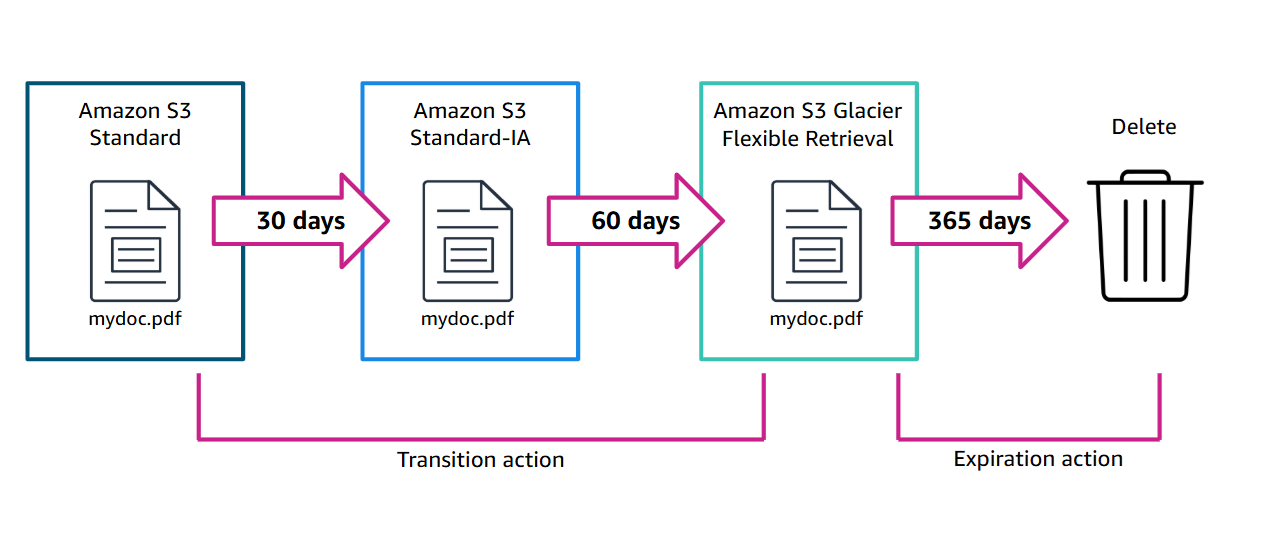 Amazon S3
Standard
Amazon S3
Standard-IA
Amazon S3 Glacier
Flexible Retrieval
Delete
30 days
60 days
365 days
mydoc.pdf
mydoc.pdf
mydoc.pdf
Transition action
Expiration action